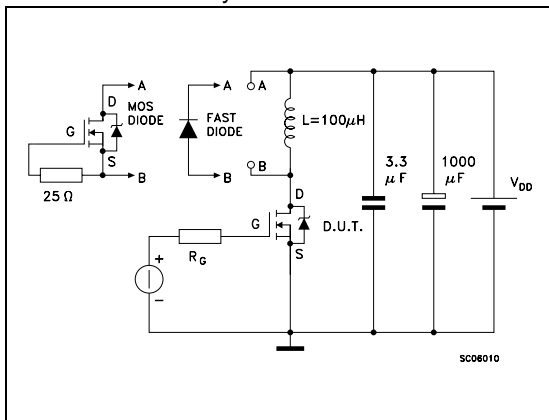 A
D
MOS
DIODE
G
S
B
25 Ω
A
FAST
DIODE
B
A
L=100μH
B
D
G
D.U.T.
S
RG
+
−
3.3
μF
1000
μF
VDD
SC06010